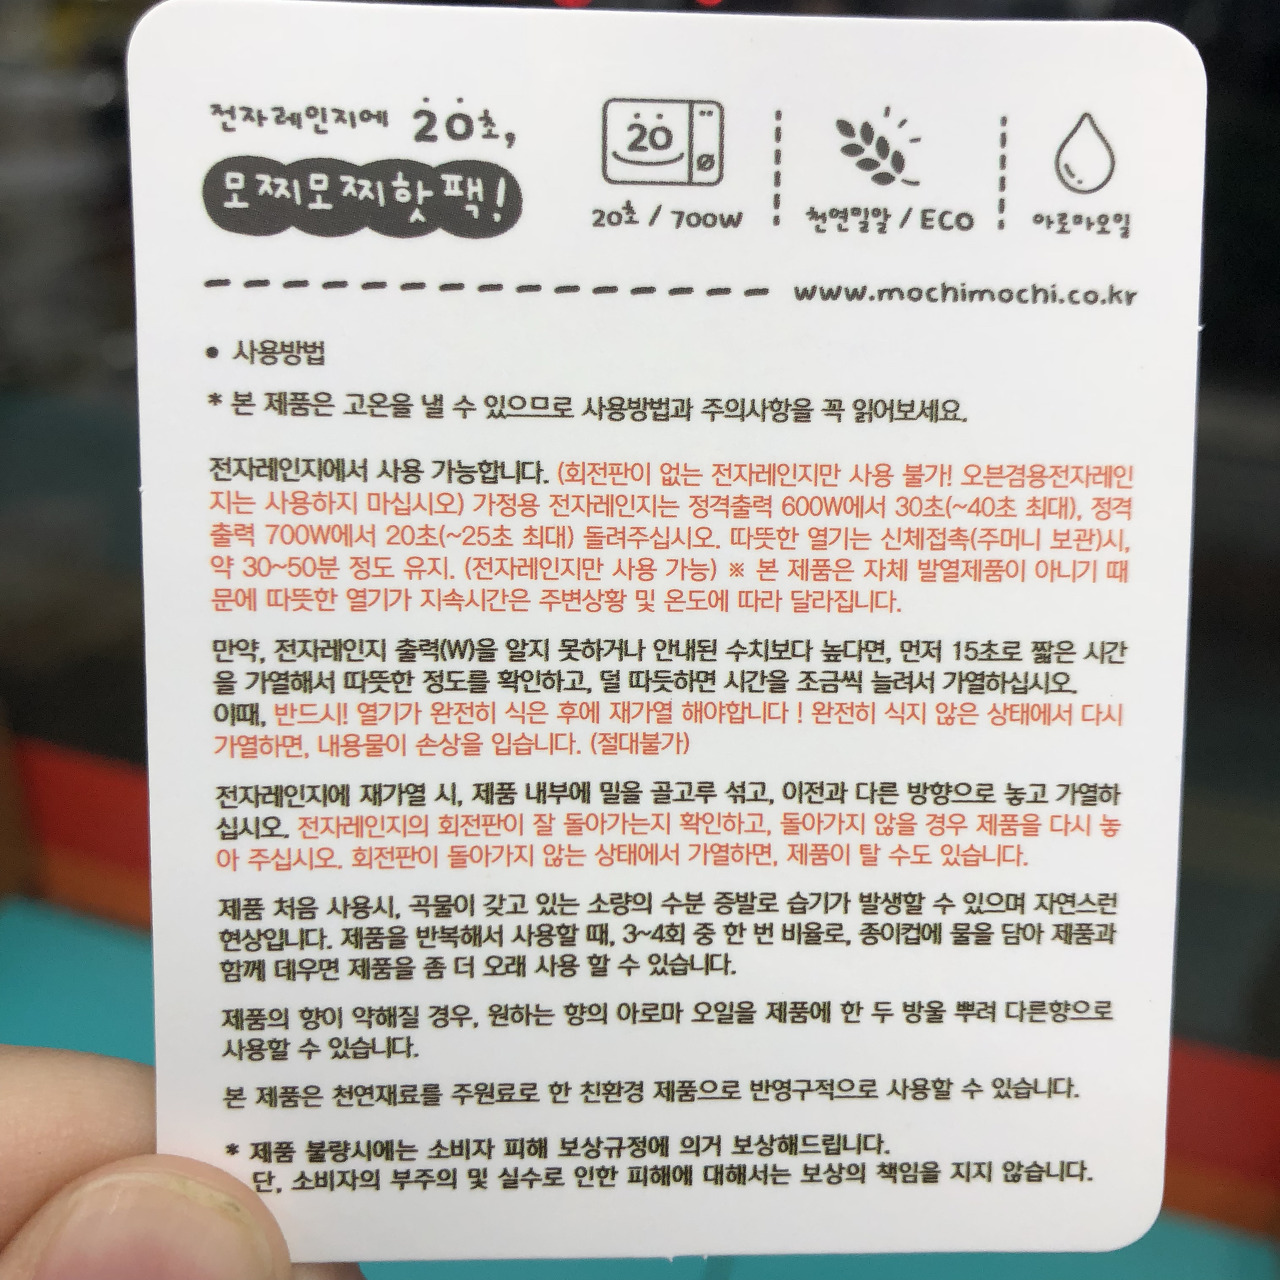 전자레인지에 20초,
모찌모찌핫팩!
20
20초 / 700W
천연밀알 / ECO
아로마오일
www.mochimochi.co.kr
• 사용방법
* 본 제품은 고온을 낼 수 있으므로 사용방법과 주의사항을 꼭 읽어보세요.
전자레인지에서 사용 가능합니다. (회전판이 없는 전자레인지만 사용 불가! 오븐겸용전자레인
지는 사용하지 마십시오) 가정용 전자레인지는 정격출력 600W에서 30초(~40초 최대), 정격
출력 700W에서 20초(~25초 최대) 돌려주십시오. 따뜻한 열기는 신체접촉(주머니 보관)시,
약 30~50분 정도 유지. (전자레인지만 사용 가능) ※ 본 제품은 자체 발열제품이 아니기 때
문에 따뜻한 열기가 지속시간은 주변상황 및 온도에 따라 달라집니다.
만약, 전자레인지 출력(W)을 알지 못하거나 안내된 수치보다 높다면, 먼저 15초로 짧은 시간
을 가열해서 따뜻한 정도를 확인하고, 덜 따듯하면 시간을 조금씩 늘려서 가열하십시오.
이때, 반드시! 열기가 완전히 식은 후에 재가열 해야합니다 ! 완전히 식지 않은 상태에서 다시
가열하면, 내용물이 손상을 입습니다. (절대불가)
전자레인지에 재가열 시, 제품 내부에 밀을 골고루 섞고, 이전과 다른 방향으로 놓고 가열하
십시오. 전자레인지의 회전판이 잘 돌아가는지 확인하고, 돌아가지 않을 경우 제품을 다시 놓
아 주십시오. 회전판이 돌아가지 않는 상태에서 가열하면, 제품이 탈 수도 있습니다.
제품 처음 사용시, 곡물이 갖고 있는 소량의 수분 증발로 습기가 발생할 수 있으며 자연스런
현상입니다. 제품을 반복해서 사용할 때, 3~4회 중 한 번 비율로, 종이컵에 물을 담아 제품과
함께 데우면 제품을 좀 더 오래 사용 할 수 있습니다.
제품의 향이 약해질 경우, 원하는 향의 아로마 오일을 제품에 한 두 방울 뿌려 다른향으로
사용할 수 있습니다.
본 제품은 천연재료를 주원료로 한 친환경 제품으로 반영구적으로 사용할 수 있습니다.
* 제품 불량시에는 소비자 피해 보상규정에 의거 보상해드립니다.
단, 소비자의 부주의 및 실수로 인한 피해에 대해서는 보상의 책임을 지지 않습니다.